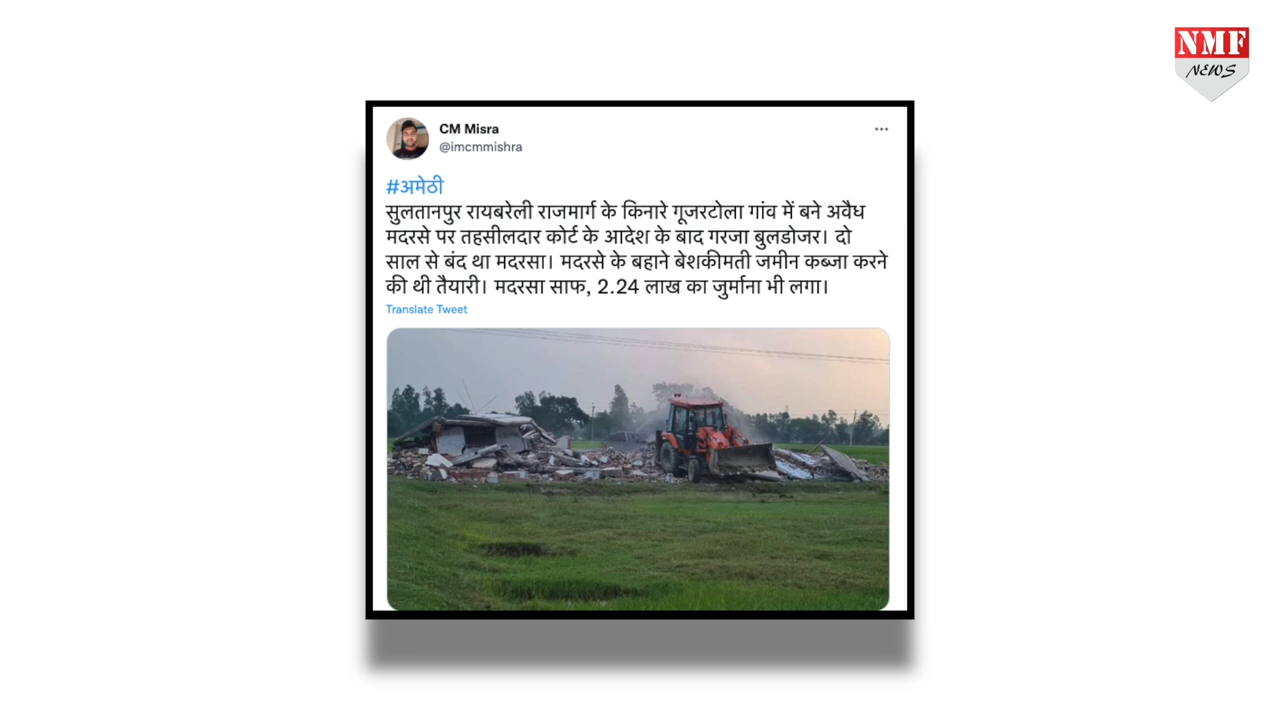 NMF
NEWS
CM Misra
@imcmmishra
#अमेठी
सुलतानपुर रायबरेली राजमार्ग के किनारे गूजरटोला गांव में बने अवैध
मदरसे पर तहसीलदार कोर्ट के आदेश के बाद गरजा बुलडोजर। दो
साल से बंद था मदरसा। मदरसे के बहाने बेशकीमती जमीन कब्जा करने
की थी तैयारी। मदरसा साफ, 2.24 लाख का जुर्माना भी लगा।
Translate Tweet